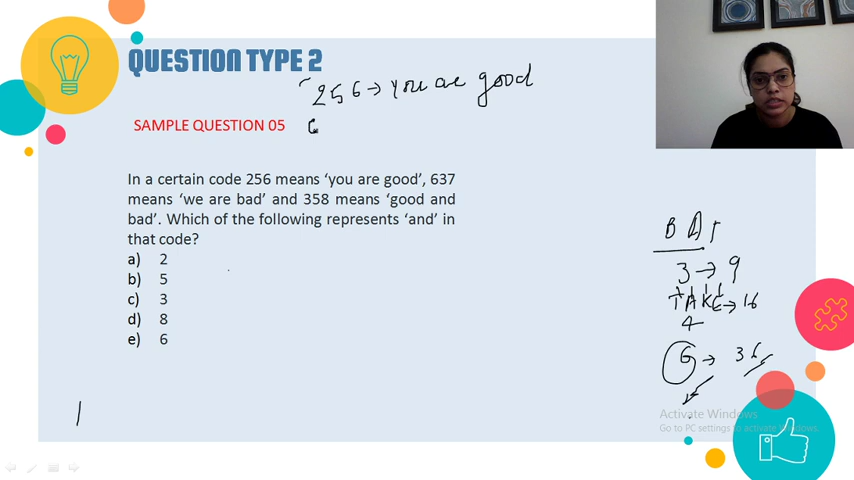 QUESTION TYPE 2
256 → you are good
SAMPLE QUESTION 05
6
In a certain code 256 means ‘you are good’, 637
means ‘we are bad’ and 358 means ‘good and
bad’. Which of the following represents ‘and’ in
that code?
a) 2
b) 5
c) 3
d) 8
e) 6
BAT
3 → 9
TAKE → 16
4
6 → 36
Activate Windows
Go to PC settings to activate Windows.